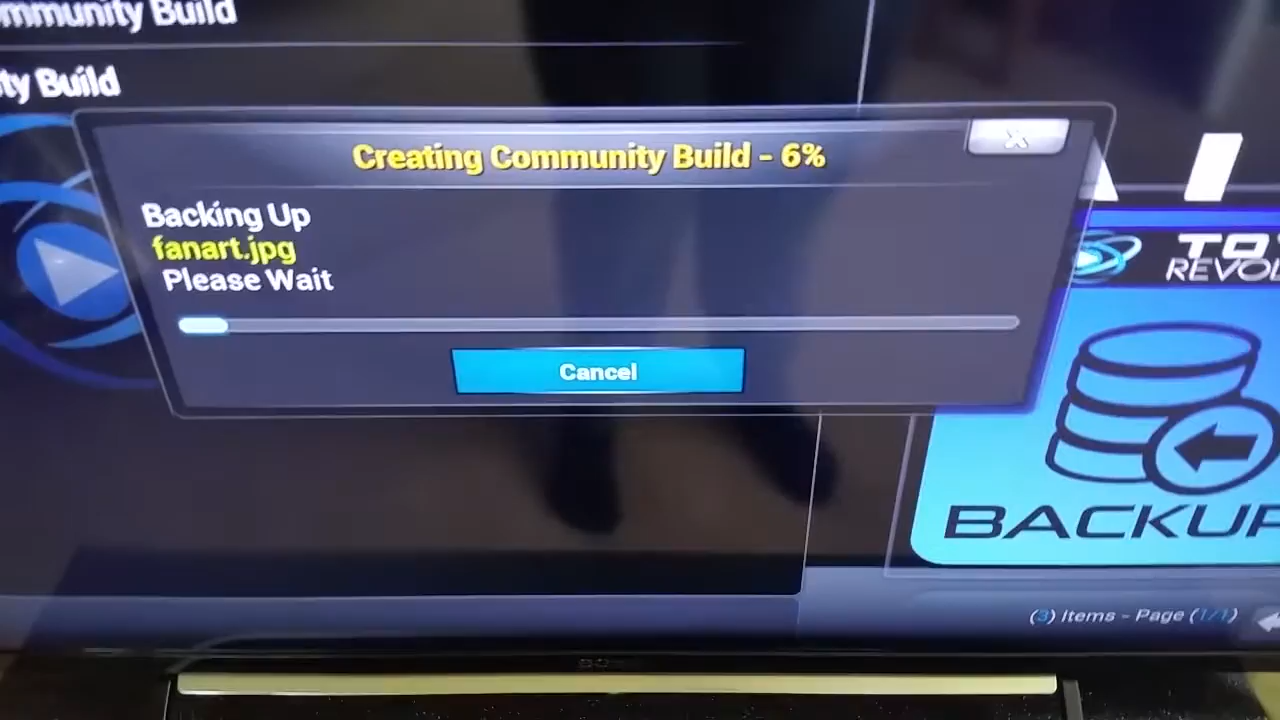 Community Build
ty Build
Creating Community Build - 6%
x
Backing Up
fanart.jpg
Please Wait
Cancel
REVOL
BACKUP
(3) Items - Page (1/1)